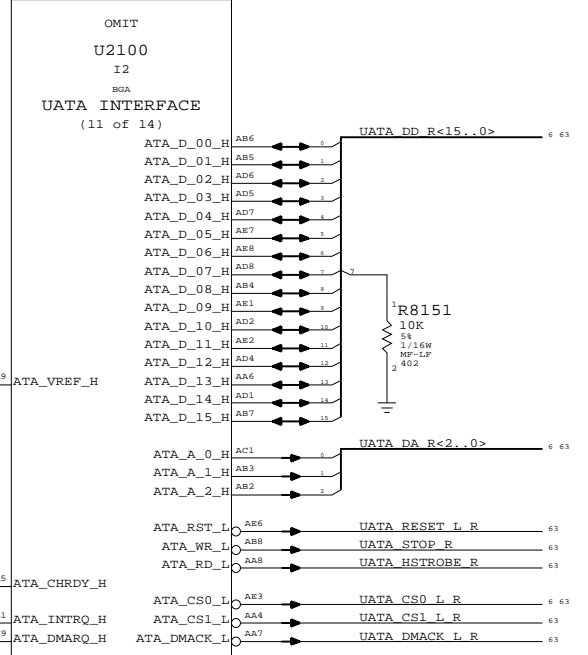 OMIT
U2100
I2
BGA
UATA INTERFACE
(11 of 14)
UATA_DD_R<15..0> 6 63
ATA_D_00_H AB6 0
ATA_D_01_H AB5 1
ATA_D_02_H AD6 2
ATA_D_03_H AD5 3
ATA_D_04_H AD7 4
ATA_D_05_H AE7 5
ATA_D_06_H AE8 6
ATA_D_07_H AD8 7 7
ATA_D_08_H AB4 8
ATA_D_09_H AE1 9
ATA_D_10_H AD2 10
ATA_D_11_H AE2 11
ATA_D_12_H AD4 12
ATA_D_13_H AA6 13
ATA_D_14_H AD1 14
ATA_D_15_H AB7 15
1
R8151
10K
5%
1/16W
MF-LF
402
2
9 ATA_VREF_H
UATA_DA_R<2..0> 6 63
ATA_A_0_H AC1 0
ATA_A_1_H AB3 1
ATA_A_2_H AB2 2
ATA_RST_L AE6 UATA_RESET_L_R 63
ATA_WR_L AB8 UATA_STOP_R 63
ATA_RD_L AA8 UATA_HSTROBE_R 63
5 ATA_CHRDY_H
ATA_CS0_L AE3 UATA_CS0_L_R 6 63
1 ATA_INTRQ_H ATA_CS1_L AA4 UATA_CS1_L_R 63
9 ATA_DMARQ_H ATA_DMACK_L AA7 UATA_DMACK_L_R 63